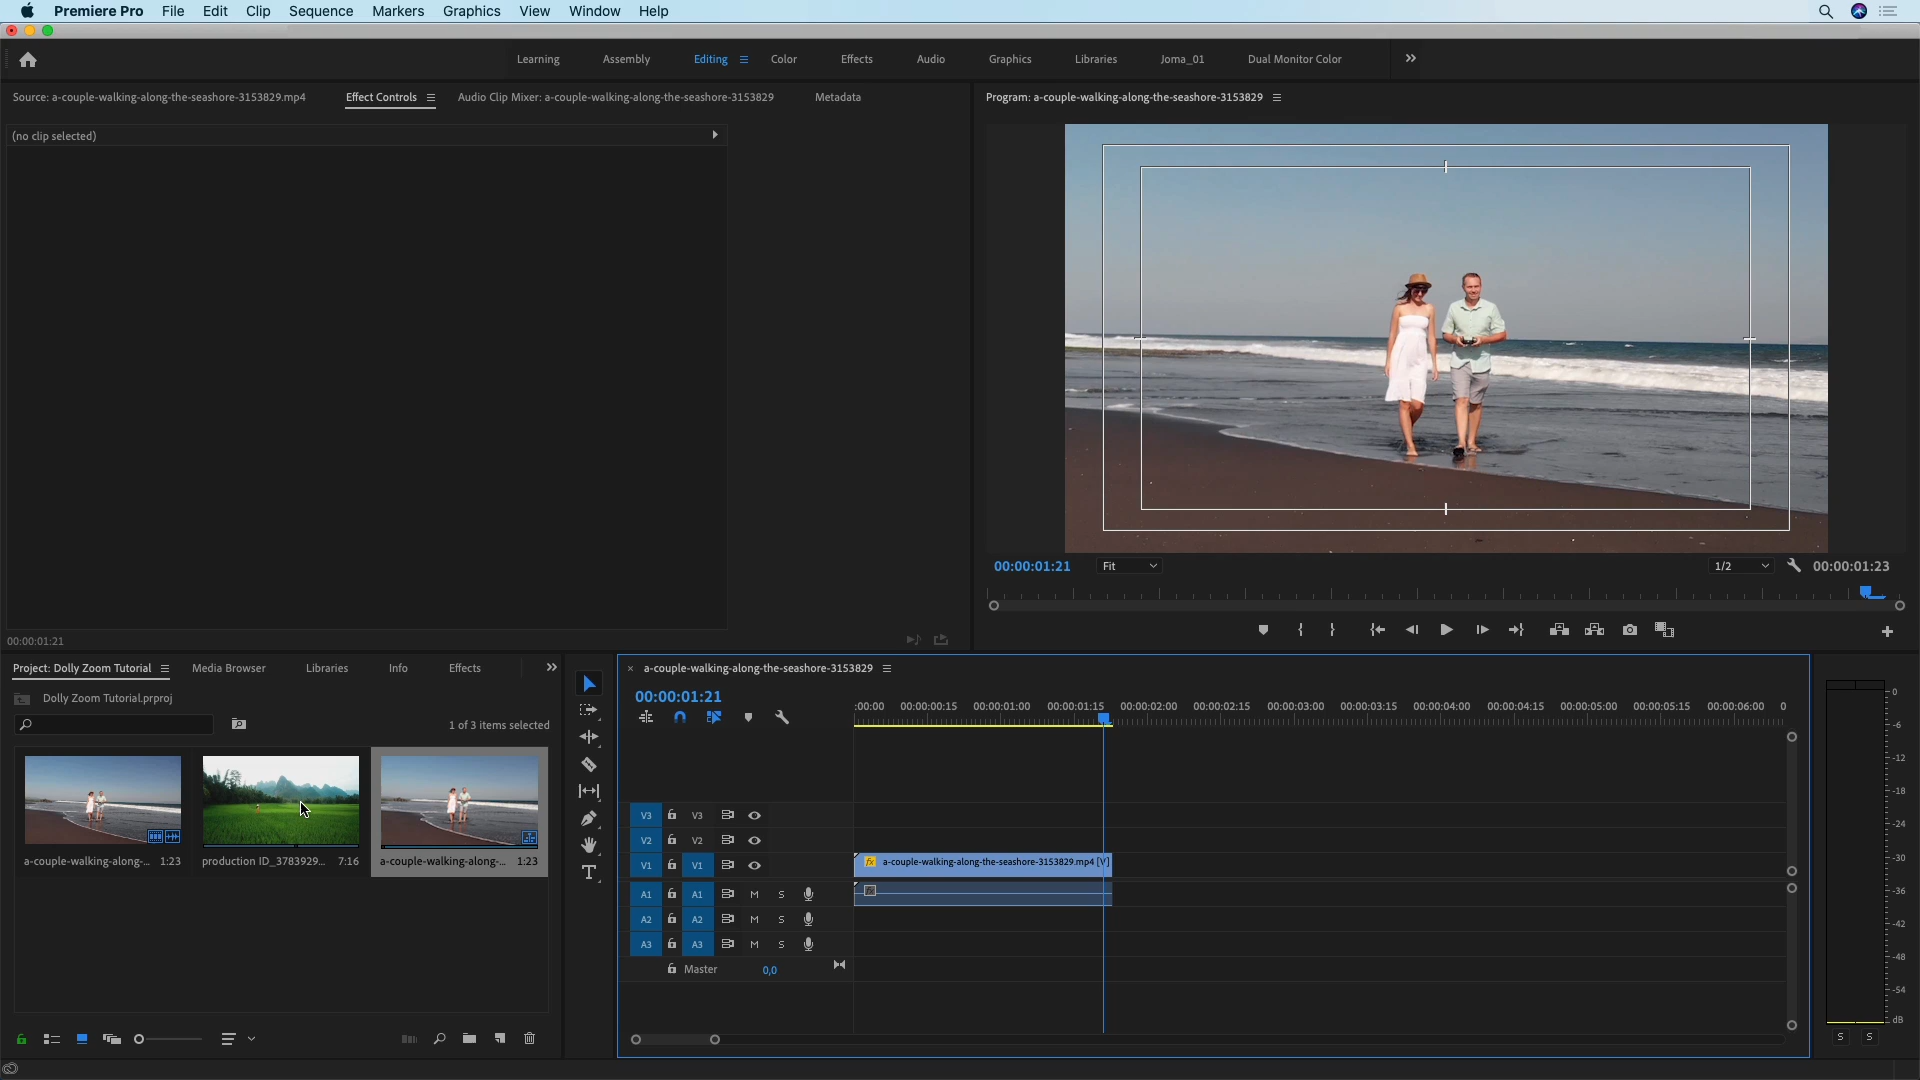 Premiere Pro File Edit Clip Sequence Markers Graphics View Window Help
Learning Assembly Editing Color Effects Audio Graphics Libraries Joma_01 Dual Monitor Color
Source: a-couple-walking-along-the-seashore-3153829.mp4 Effect Controls Audio Clip Mixer: a-couple-walking-along-the-seashore-3153829 Metadata
Program: a-couple-walking-along-the-seashore-3153829
(no clip selected)
00:00:01:21 Fit 1/2 00:00:01:23
00:00:01:21
Project: Dolly Zoom Tutorial Media Browser Libraries Info Effects
Dolly Zoom Tutorial.prproj
1 of 3 items selected
a-couple-walking-along-... 1:23
production ID_3783929... 7:16
a-couple-walking-along-... 1:23
× a-couple-walking-along-the-seashore-3153829
00:00:01:21
:00:00 00:00:00:15 00:00:01:00 00:00:01:15 00:00:02:00 00:00:02:15 00:00:03:00 00:00:03:15 00:00:04:00 00:00:04:15 00:00:05:00 00:00:05:15 00:00:06:00 0
V3 V3
V2 V2
V1 V1 fx a-couple-walking-along-the-seashore-3153829.mp4 [V]
A1 A1 M S
A2 A2 M S
A3 A3 M S
Master 0,0
0
-6
-12
-18
-24
-30
-36
-42
-48
-54
dB
S S